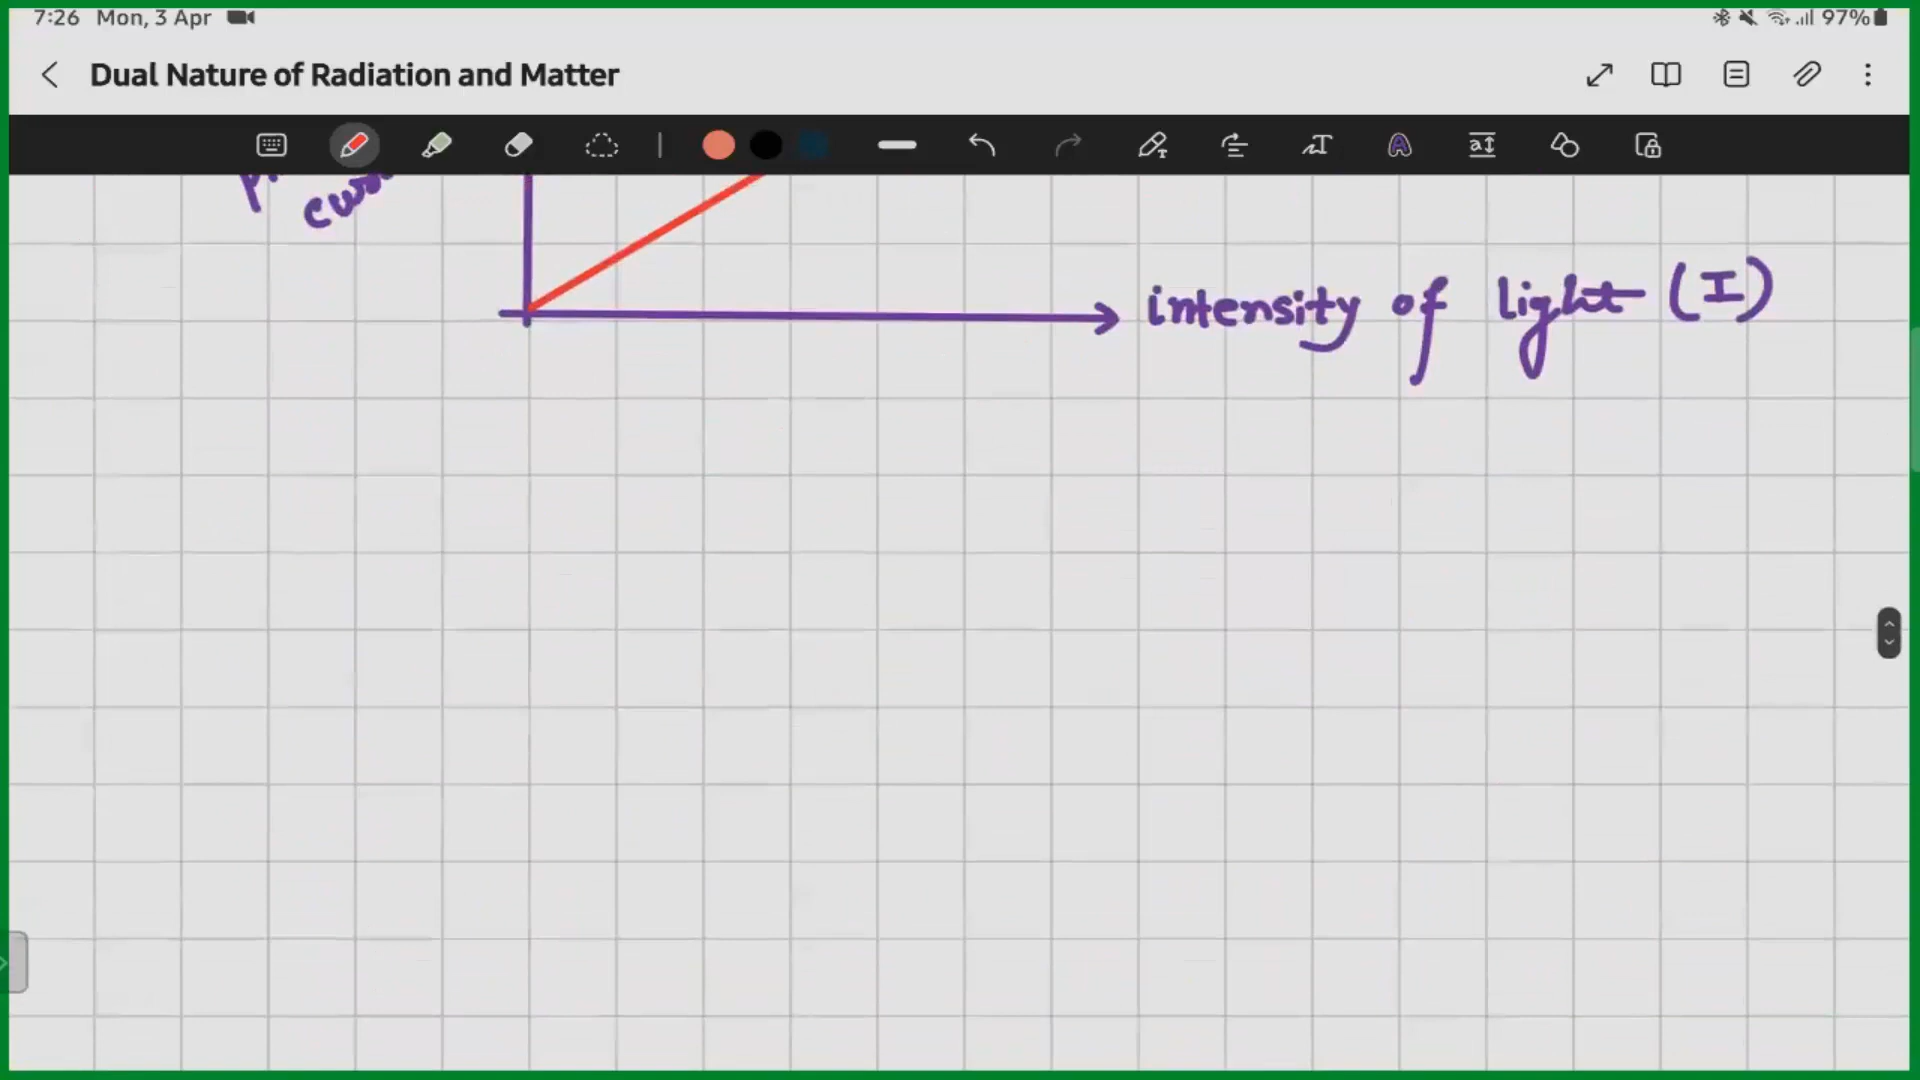 7:26 Mon, 3 Apr 97%
Dual Nature of Radiation and Matter
intensity of light (I)